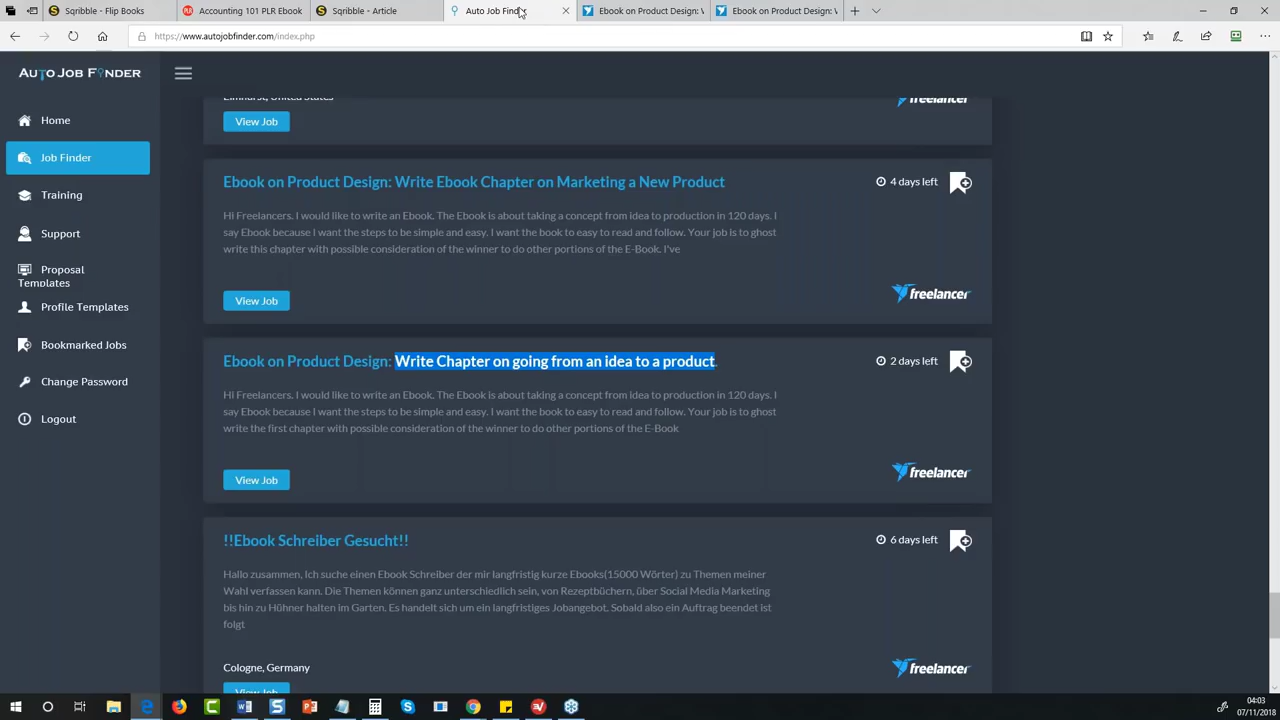 Sqribble - Flip Books
Accounting 101 PLR Ebook
Sqribble - Article
Auto Job Finder
Ebook on Product Design: W
Ebook on Product Design: W
https://www.autojobfinder.com/index.php
AUTO JOB FINDER
Home
Job Finder
Training
Support
Proposal
Templates
Profile Templates
Bookmarked Jobs
Change Password
Logout
Elmhurst, United States
freelancer
View Job
Ebook on Product Design: Write Ebook Chapter on Marketing a New Product
4 days left
Hi Freelancers. I would like to write an Ebook. The Ebook is about taking a concept from idea to production in 120 days. I
say Ebook because I want the steps to be simple and easy. I want the book to easy to read and follow. Your job is to ghost
write this chapter with possible consideration of the winner to do other portions of the E-Book. I've
View Job
freelancer
Ebook on Product Design: Write Chapter on going from an idea to a product.
2 days left
Hi Freelancers. I would like to write an Ebook. The Ebook is about taking a concept from idea to production in 120 days. I
say Ebook because I want the steps to be simple and easy. I want the book to easy to read and follow. Your job is to ghost
write the first chapter with possible consideration of the winner to do other portions of the E-Book
View Job
freelancer
!!Ebook Schreiber Gesucht!!
6 days left
Hallo zusammen, Ich suche einen Ebook Schreiber der mir langfristig kurze Ebooks(15000 Wörter) zu Themen meiner
Wahl verfassen kann. Die Themen können ganz unterschiedlich sein, von Rezeptbüchern, über Social Media Marketing
bis hin zu Hühner halten im Garten. Es handelt sich um ein langfristiges Jobangebot. Sobald also ein Auftrag beendet ist
folgt
Cologne, Germany
freelancer
View Job
04:03
07/11/2018